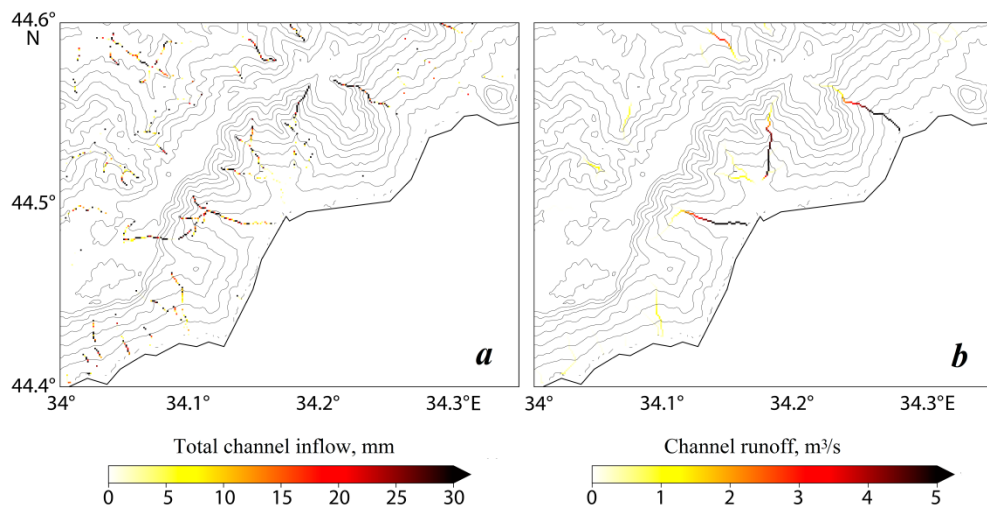 44.6°
N
44.5°
44.4°
a
b
34° 34.1 34.2 34.3°E 34° 34.1 34.2 34.3°E
Total channel inflow, mm Channel runoff, m³/s
0 5 10 15 20 25 30 0 1 2 3 4 5